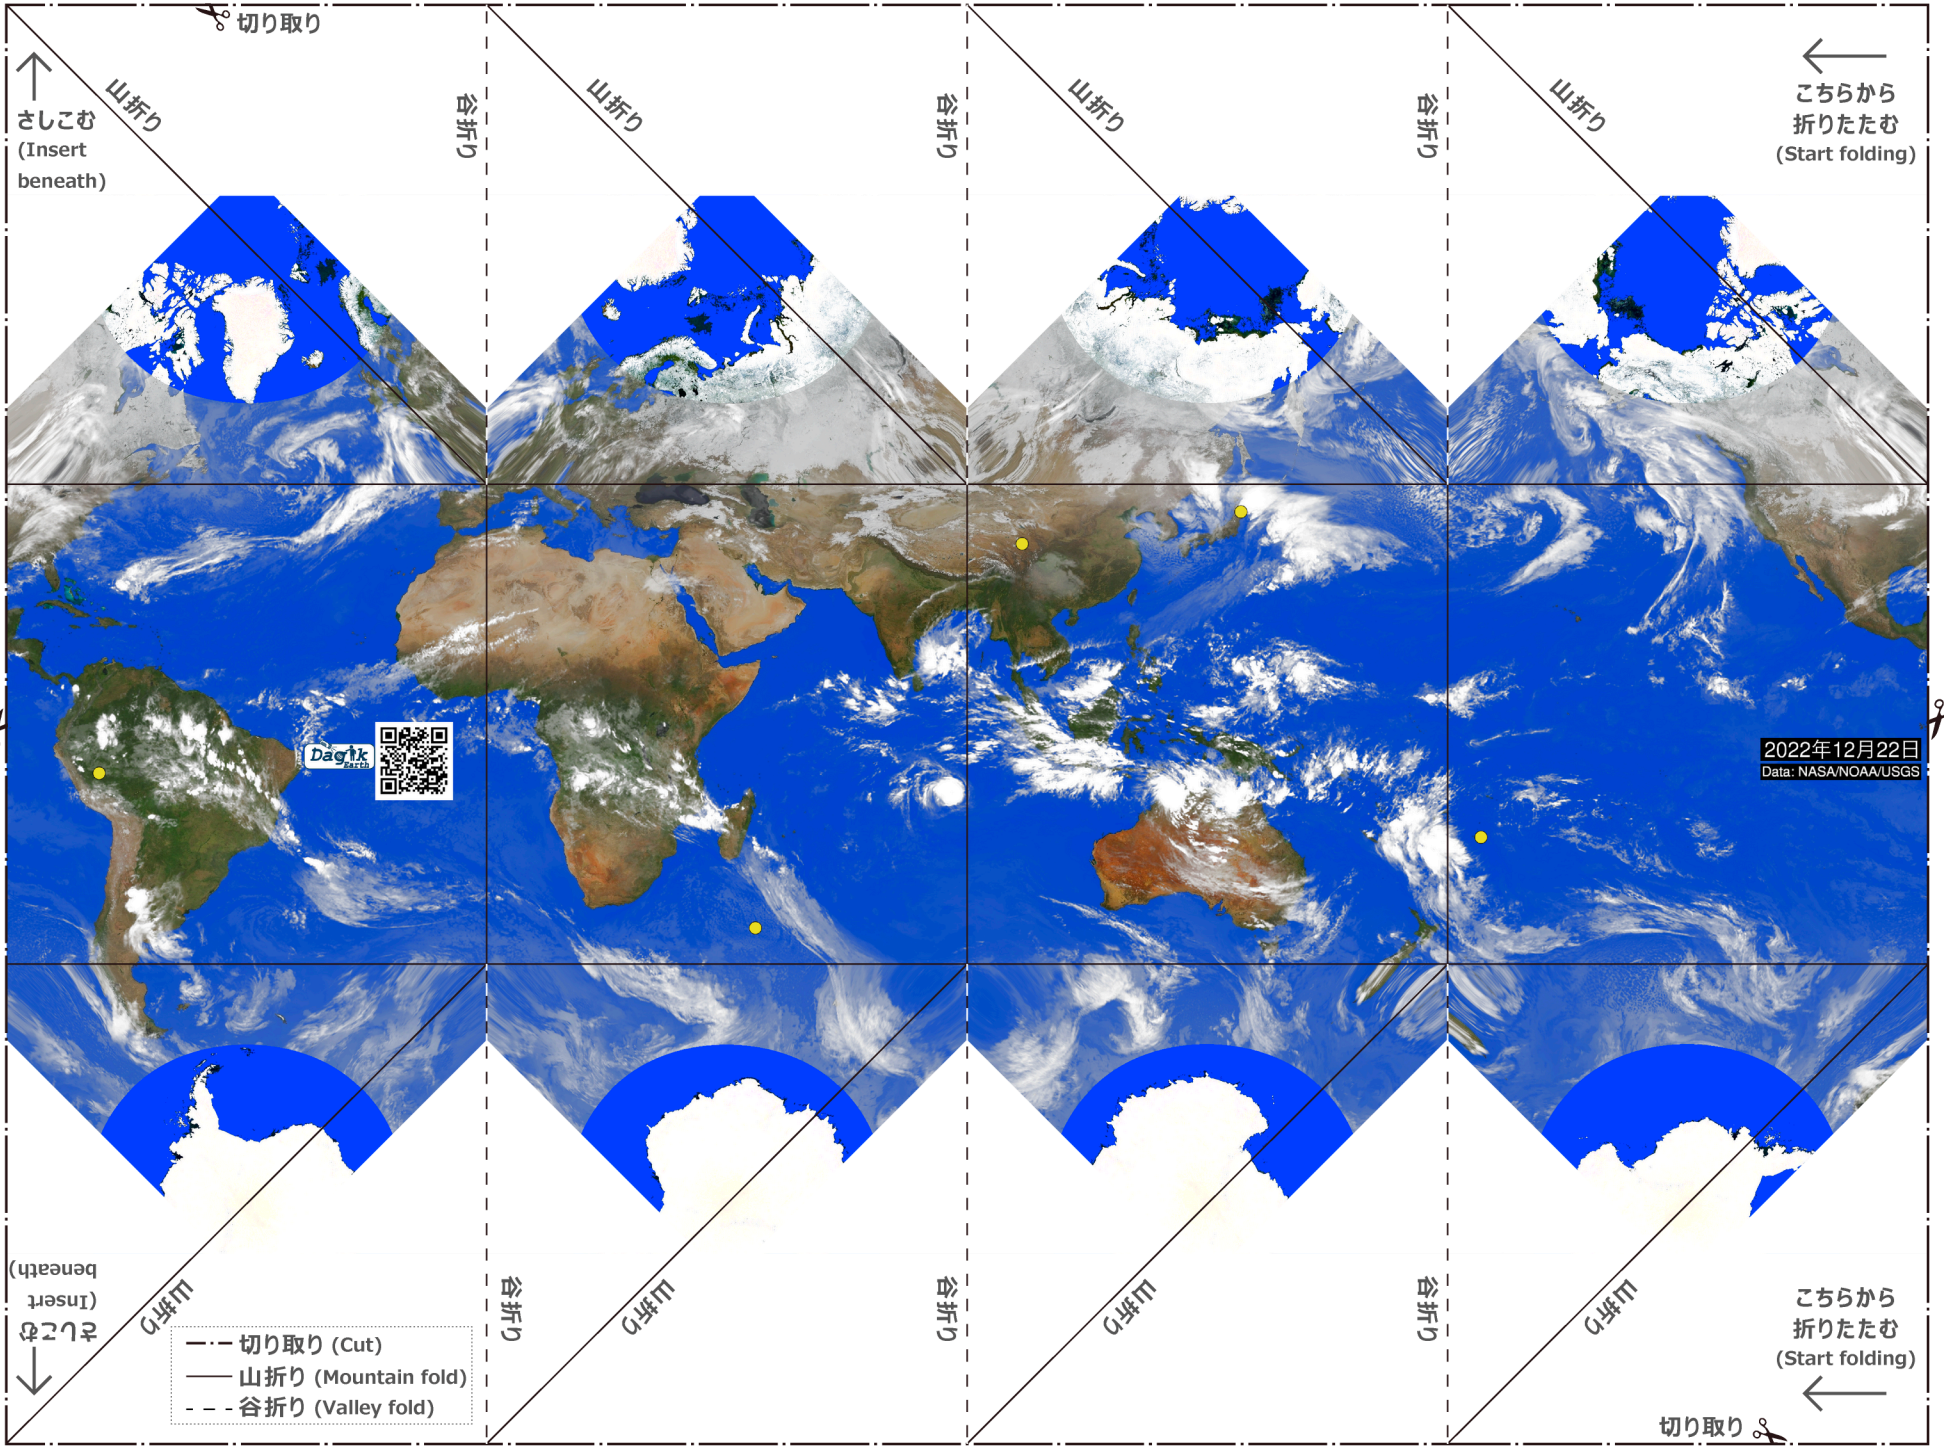 切り取り
山折り
谷折り
山折り
谷折り
山折り
谷折り
山折り
さしこむ
(Insert
beneath)
こちらから
折りたたむ
(Start folding)
Dagik
Earth
2022年12月22日
Data: NASA/NOAA/USGS
さしこむ
(Insert
beneath)
山折り
谷折り
山折り
谷折り
山折り
谷折り
山折り
こちらから
折りたたむ
(Start folding)
切り取り (Cut)
山折り (Mountain fold)
谷折り (Valley fold)
切り取り